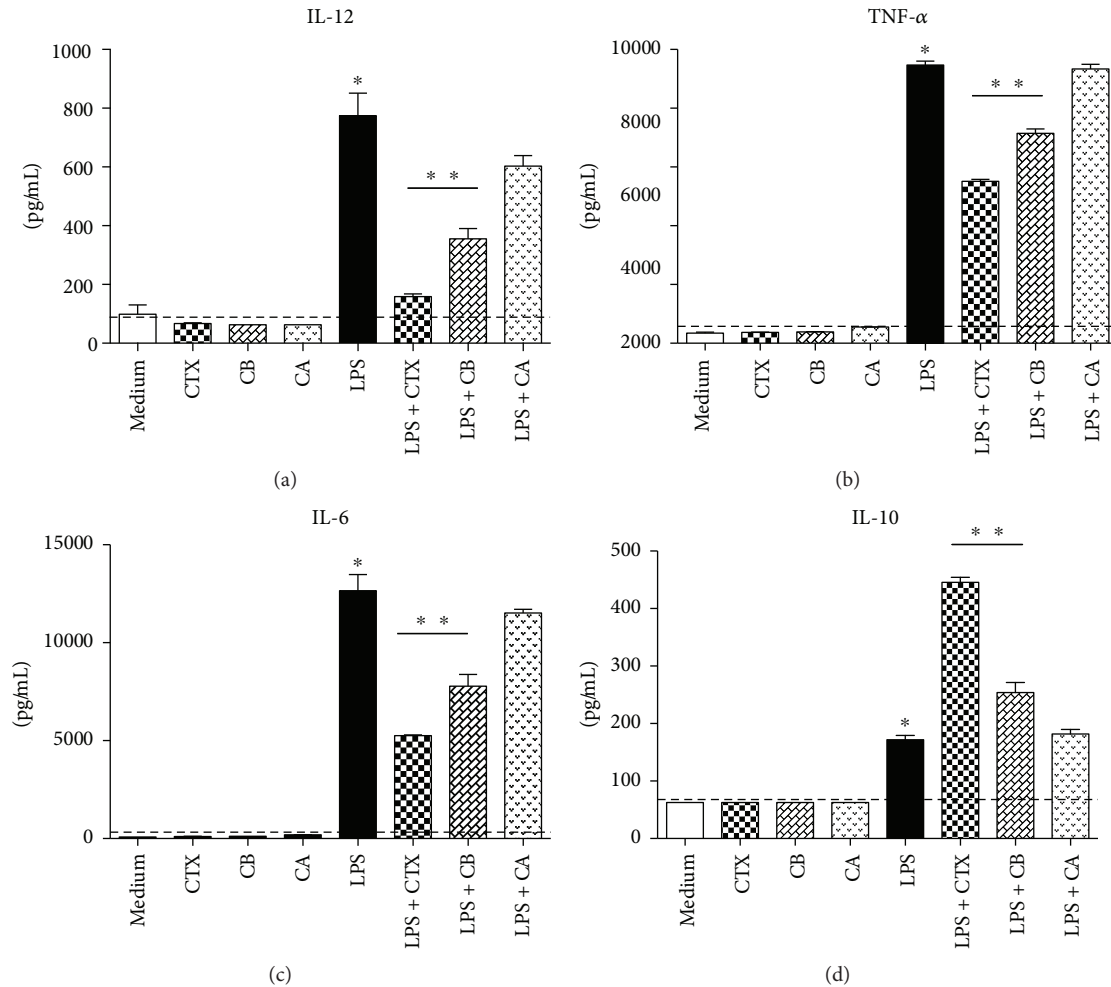 IL-12
1000
800
600
400
200
0
(pg/mL)
*
* *
Medium
CTX
CB
CA
LPS
LPS + CTX
LPS + CB
LPS + CA
(a)
TNF-α
10000
8000
6000
4000
2000
(pg/mL)
*
* *
Medium
CTX
CB
CA
LPS
LPS + CTX
LPS + CB
LPS + CA
(b)
IL-6
15000
10000
5000
0
(pg/mL)
*
* *
Medium
CTX
CB
CA
LPS
LPS + CTX
LPS + CB
LPS + CA
(c)
IL-10
500
400
300
200
100
0
(pg/mL)
*
* *
Medium
CTX
CB
CA
LPS
LPS + CTX
LPS + CB
LPS + CA
(d)